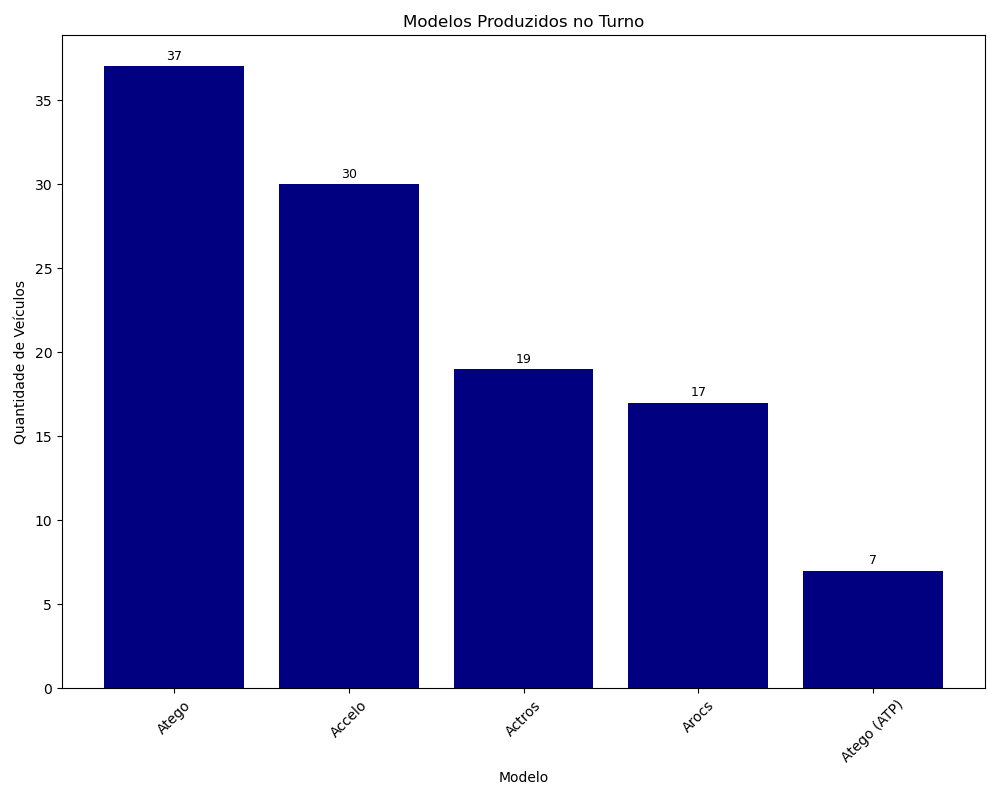 Modelos Produzidos no Turno
Quantidade de Veículos
35
30
25
20
15
10
5
0
37
30
19
17
7
Atego
Accelo
Actros
Arocs
Atego (ATP)
Modelo